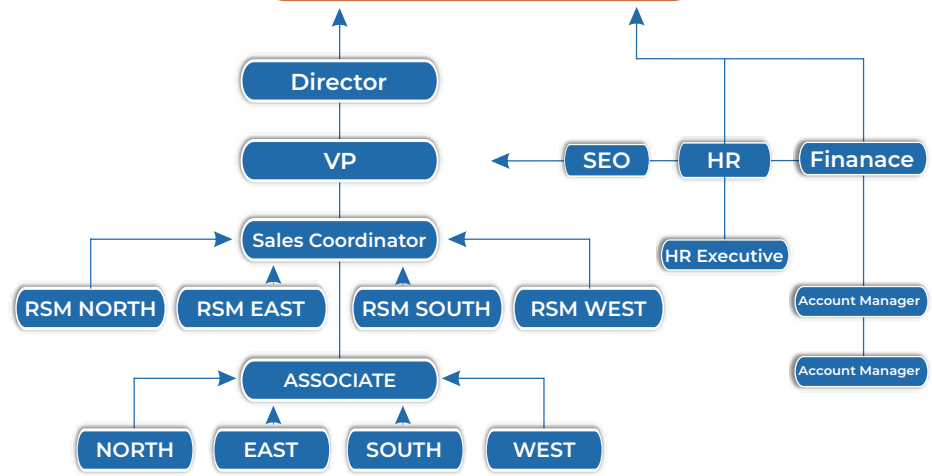 Director
VP
SEO
HR
Finanace
Sales Coordinator
HR Executive
RSM NORTH
RSM EAST
RSM SOUTH
RSM WEST
Account Manager
ASSOCIATE
Account Manager
NORTH
EAST
SOUTH
WEST